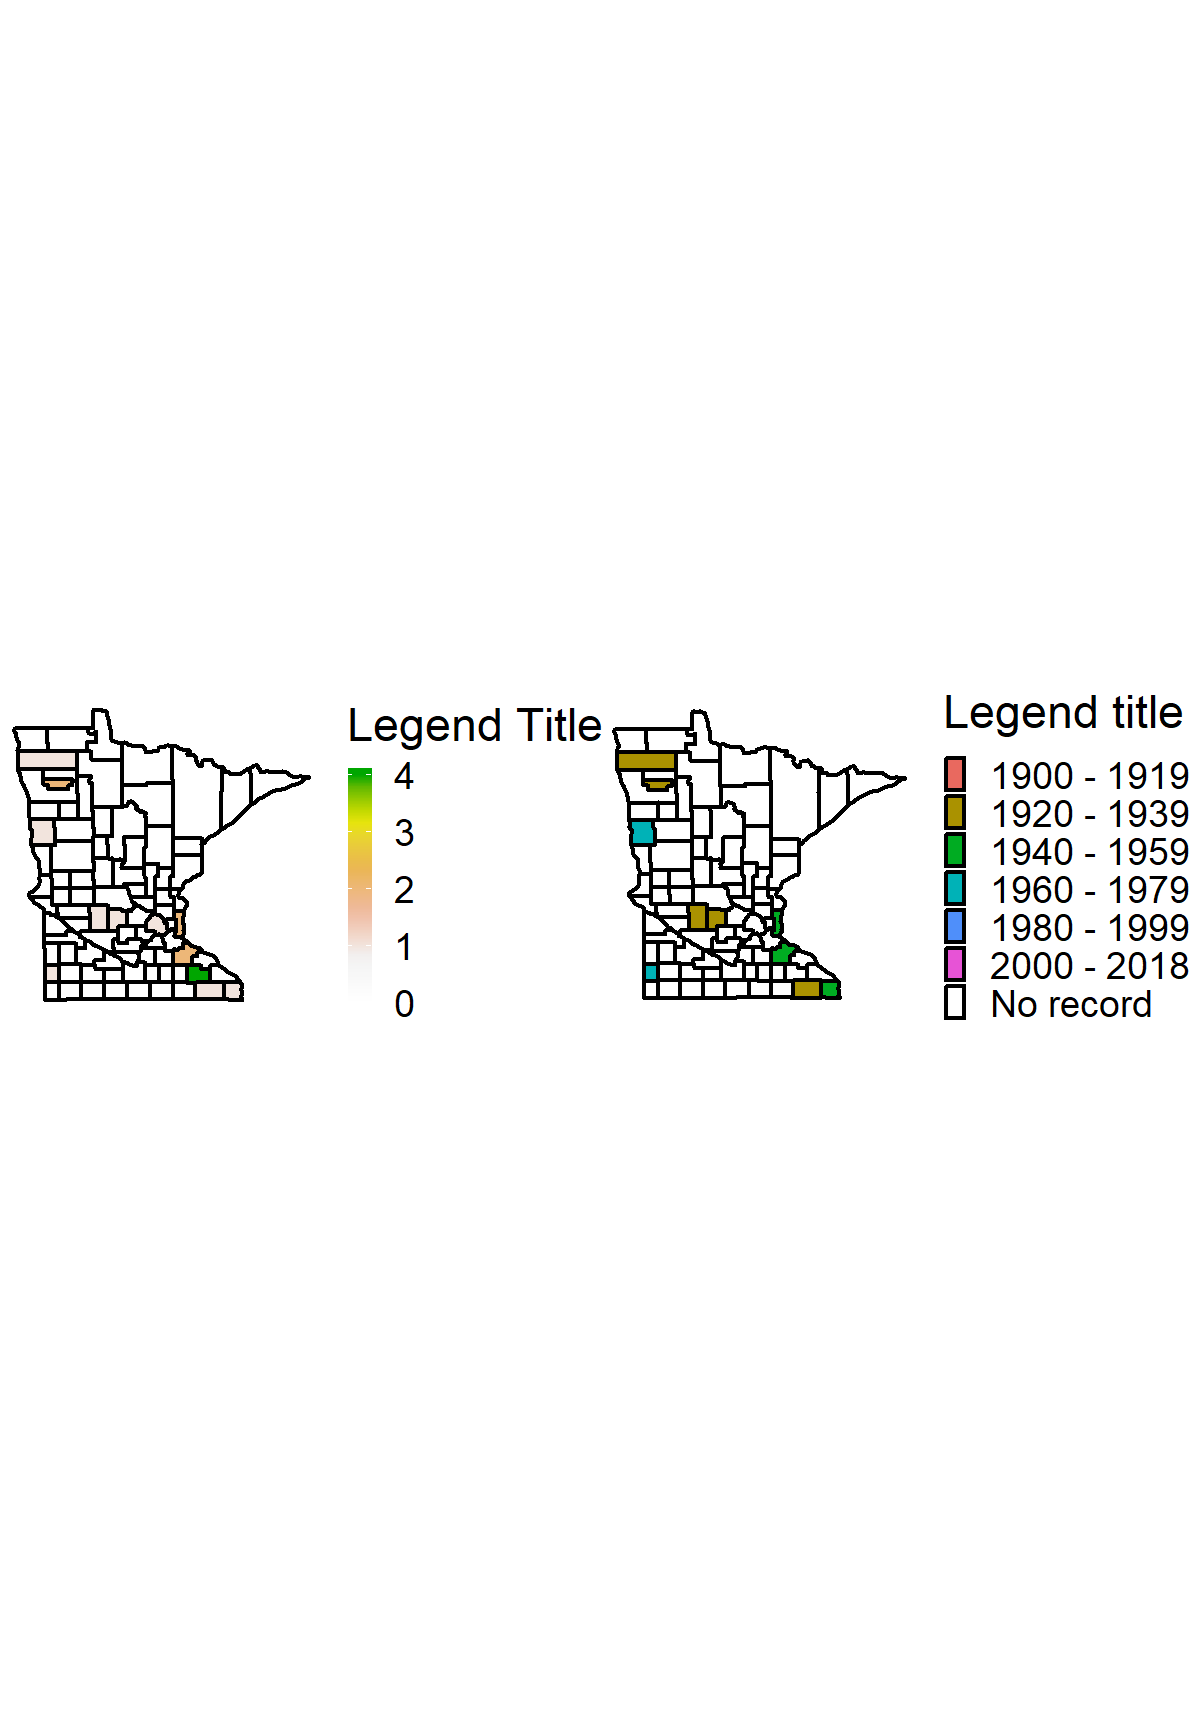 Legend Title
4
3
2
1
0
Legend title
1900 - 1919
1920 - 1939
1940 - 1959
1960 - 1979
1980 - 1999
2000 - 2018
No record